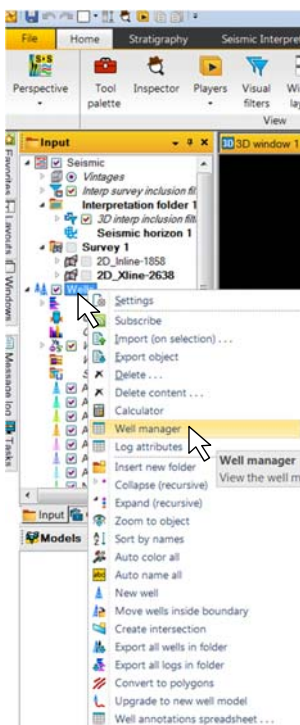 File Home Stratigraphy Seismic Interpret
Perspective Tool palette Inspector Players Visual filters
View
Input
3D window 1
Favorites
Layouts
Windows
Message log
Tasks
Seismic
Vintages
Interp survey inclusion fil
Interpretation folder 1
3D interp inclusion filt
Seismic horizon 1
Survey 1
2D_Inline-1858
2D_Xline-2638
Settings
Subscribe
Import (on selection) . . .
Export object
Delete . . .
Delete content . . .
Calculator
Well manager
Log attributes
Well manager
View the well m
Insert new folder
Collapse (recursive)
Expand (recursive)
Zoom to object
Sort by names
Auto color all
Auto name all
New well
Move wells inside boundary
Create intersection
Export all wells in folder
Export all logs in folder
Convert to polygons
Upgrade to new well model
Well annotations spreadsheet . . .
Input
Models